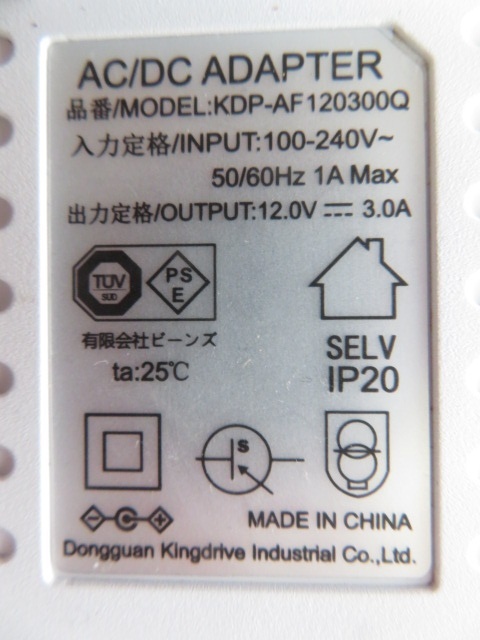 AC/DC ADAPTER
品番/MODEL:KDP-AF120300Q
入力定格/INPUT:100-240V~
50/60Hz 1A Max
出力定格/OUTPUT:12.0V ⎓ 3.0A
TÜV
SÜD
PS
E
有限会社ビーンズ
ta:25℃
SELV
IP20
S
MADE IN CHINA
Dongguan Kingdrive Industrial Co.,Ltd.